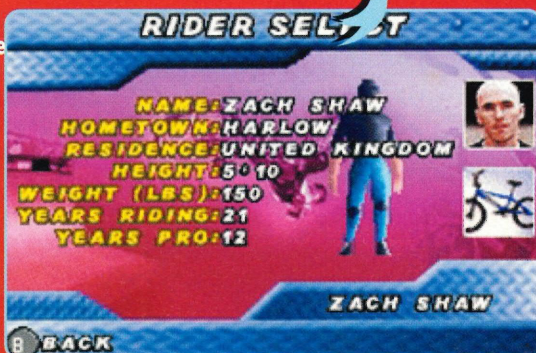 RIDER SELECT
NAME: ZACH SHAW
HOMETOWN: HARLOW
RESIDENCE: UNITED KINGDOM
HEIGHT: 5' 10
WEIGHT (LBS): 150
YEARS RIDING: 21
YEARS PRO: 12
ZACH SHAW
B BACK